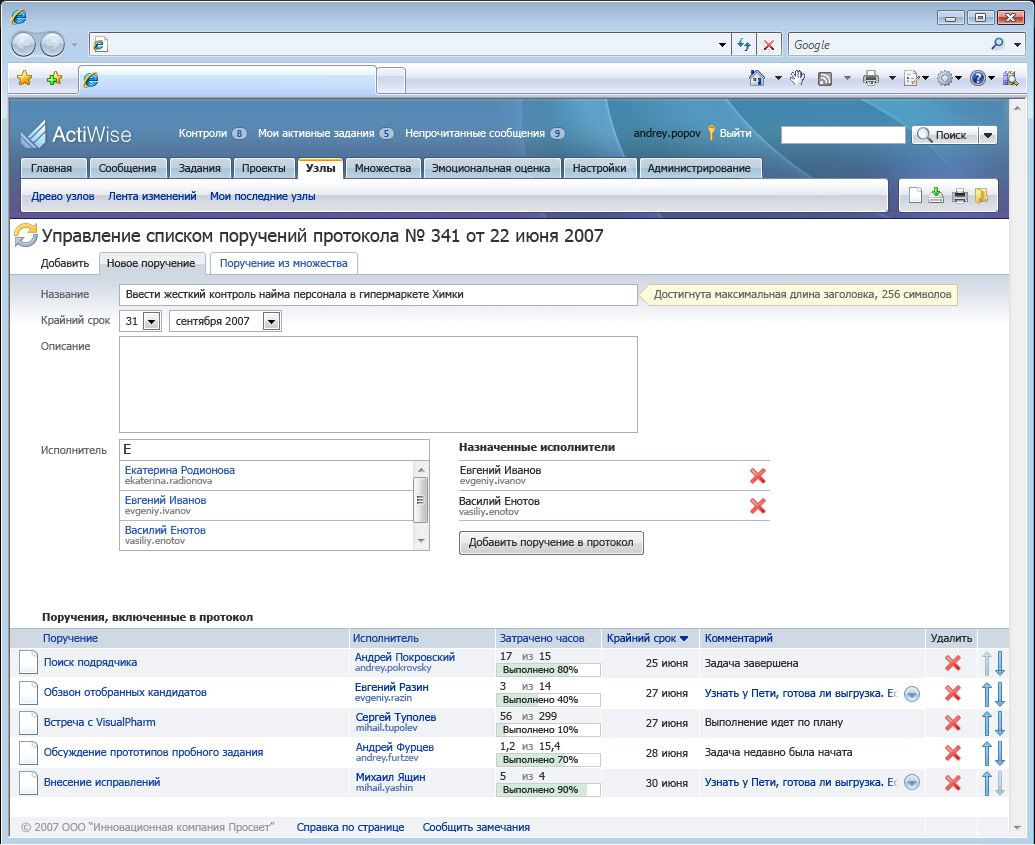 Google
ActiWise
Контроли 8 Мои активные задания 5 Непрочитанные сообщения 9 andrey.popov Выйти Поиск
Главная Сообщения Задания Проекты Узлы Множества Эмоциональная оценка Настройки Администрирование
Древо узлов Лента изменений Мои последние узлы
Управление списком поручений протокола № 341 от 22 июня 2007
Добавить Новое поручение Поручение из множества
Название Ввести жесткий контроль найма персонала в гипермаркете Химки Достигнута максимальная длина заголовка, 256 символов
Крайний срок 31 сентября 2007
Описание
Исполнитель Е Назначенные исполнители
Екатерина Родионова Евгений Иванов
ekaterina.radionova evgeniy.ivanov
Евгений Иванов Василий Енотов
evgeniy.ivanov vasiliy.enotov
Василий Енотов
vasiliy.enotov
Добавить поручение в протокол
Поручения, включенные в протокол
Поручение Исполнитель Затрачено часов Крайний срок Комментарий Удалить
Поиск подрядчика Андрей Покровский 17 из 15 25 июня Задача завершена
andrey.pokrovsky Выполнено 80%
Обзвон отобранных кандидатов Евгений Разин 3 из 14 27 июня Узнать у Пети, готова ли выгрузка. Ес
evgeniy.razin Выполнено 40%
Встреча с VisualPharm Сергей Туполев 56 из 299 27 июня Выполнение идет по плану
mihail.tupolev Выполнено 10%
Обсуждение прототипов пробного задания Андрей Фурцев 1,2 из 15,4 28 июня Задача недавно была начата
andrey.furtzev Выполнено 70%
Внесение исправлений Михаил Ящин 5 из 4 30 июня Узнать у Пети, готова ли выгрузка. Ес
mihail.yashin Выполнено 90%
© 2007 ООО "Инновационная компания Просвет" Справка по странице Сообщить замечания